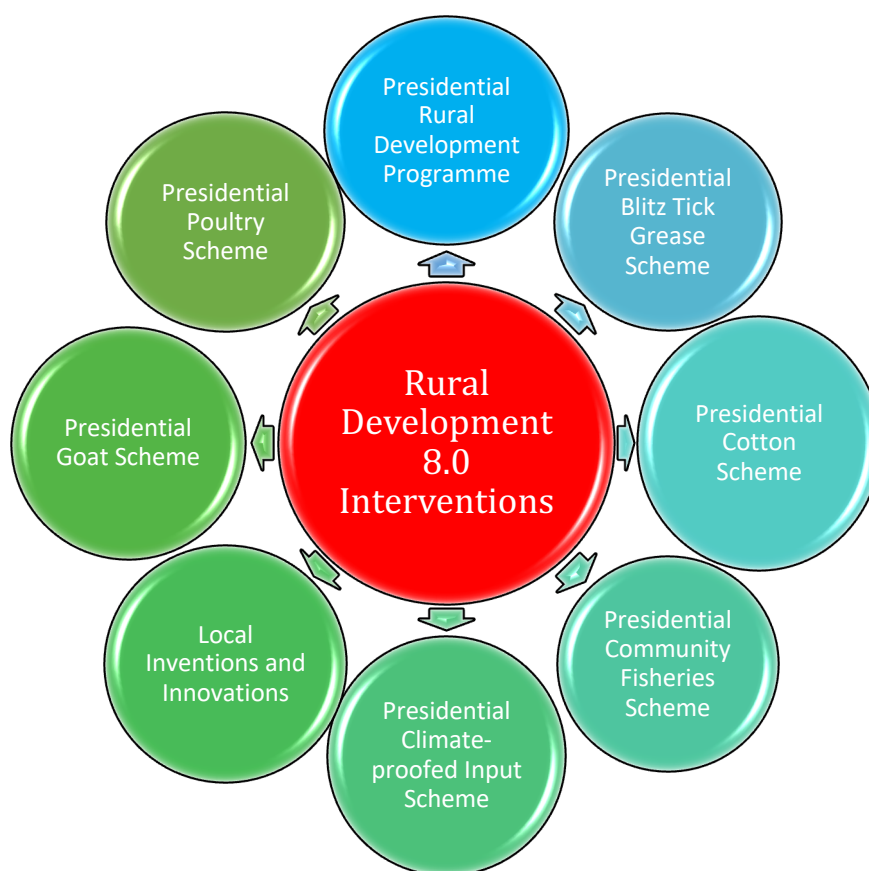 Presidential
Rural
Development
Programme
Presidential
Blitz Tick
Grease
Scheme
Presidential
Cotton
Scheme
Presidential
Community
Fisheries
Scheme
Presidential
Climate-
proofed Input
Scheme
Local
Inventions and
Innovations
Presidential
Goat Scheme
Presidential
Poultry
Scheme
Rural
Development
8.0
Interventions